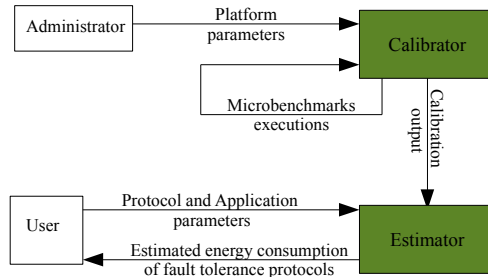 Platform
parameters
Administrator
Calibrator
Microbenchmarks
executions
Calibration
output
Protocol and Application
parameters
User
Estimator
Estimated energy consumption
of fault tolerance protocols